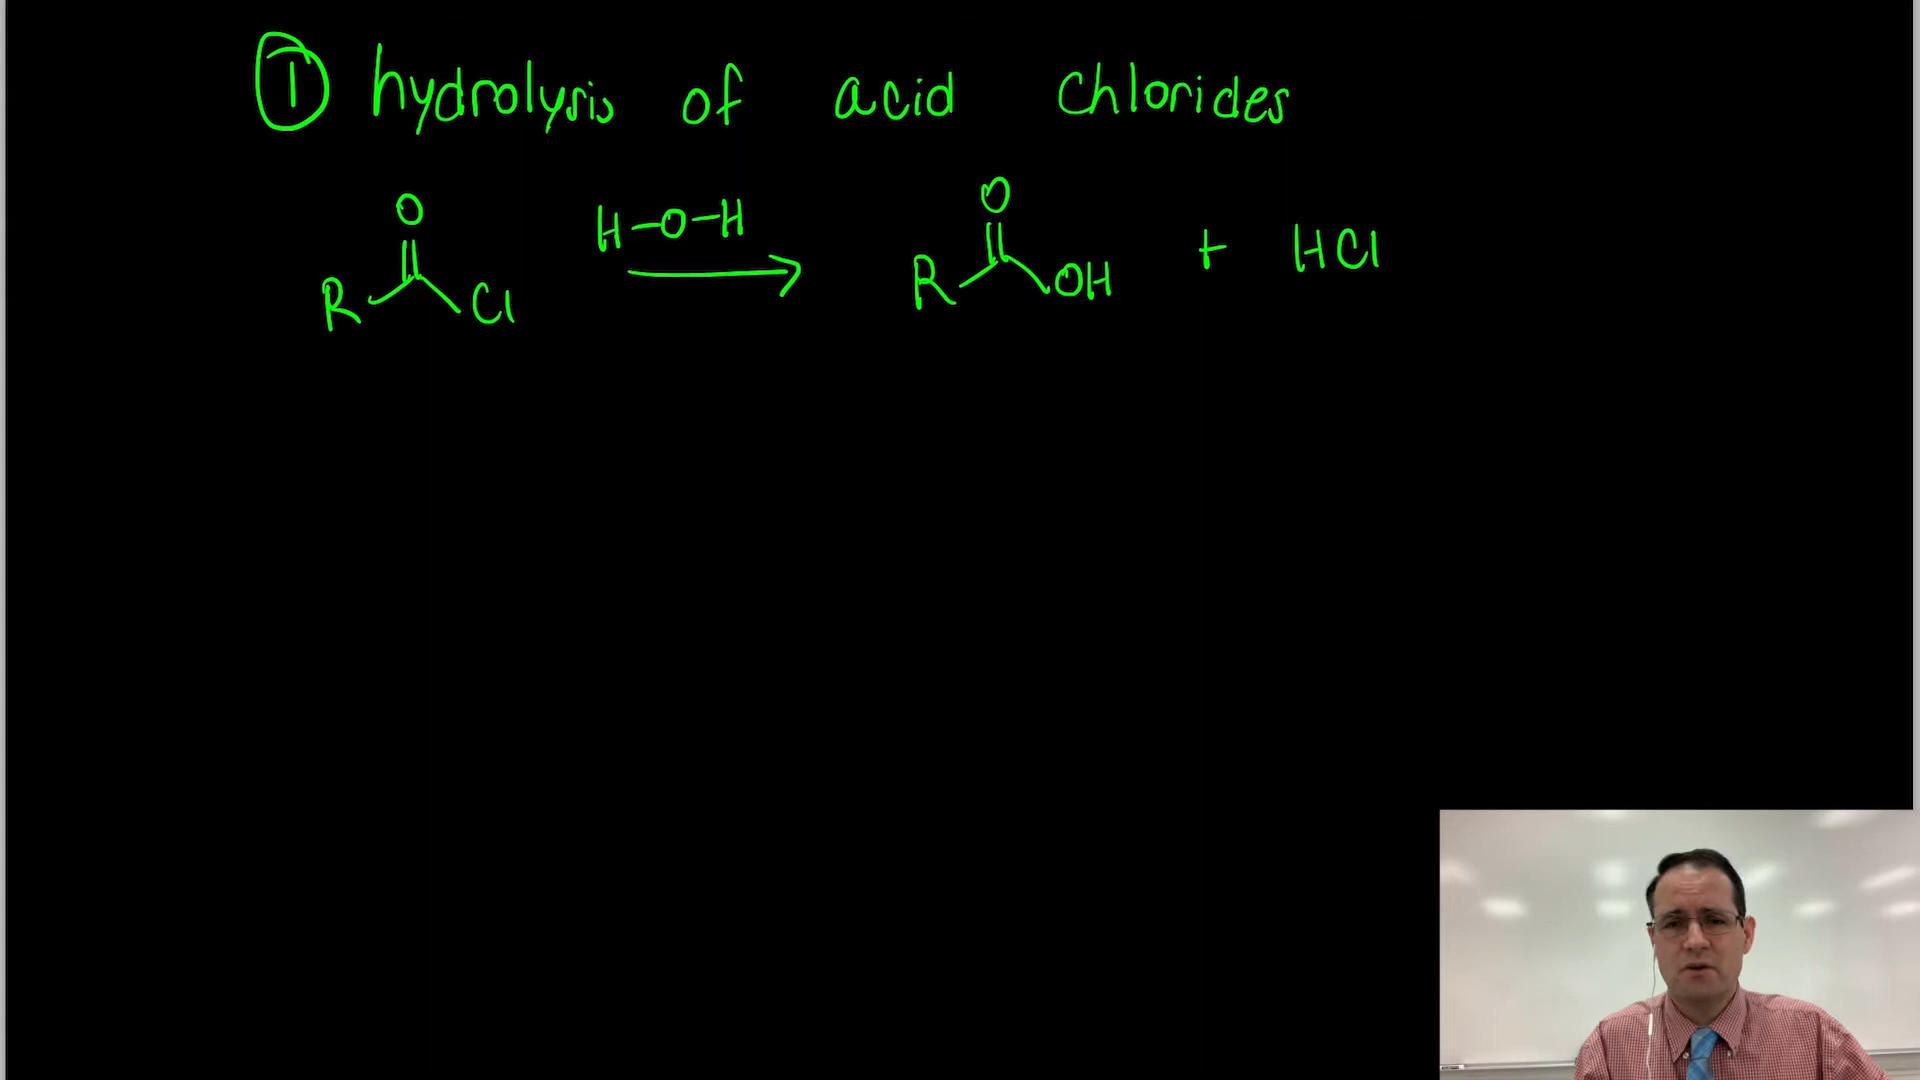 ① hydrolysis of acid chlorides
O H-O-H O
R Cl → R OH + HCl